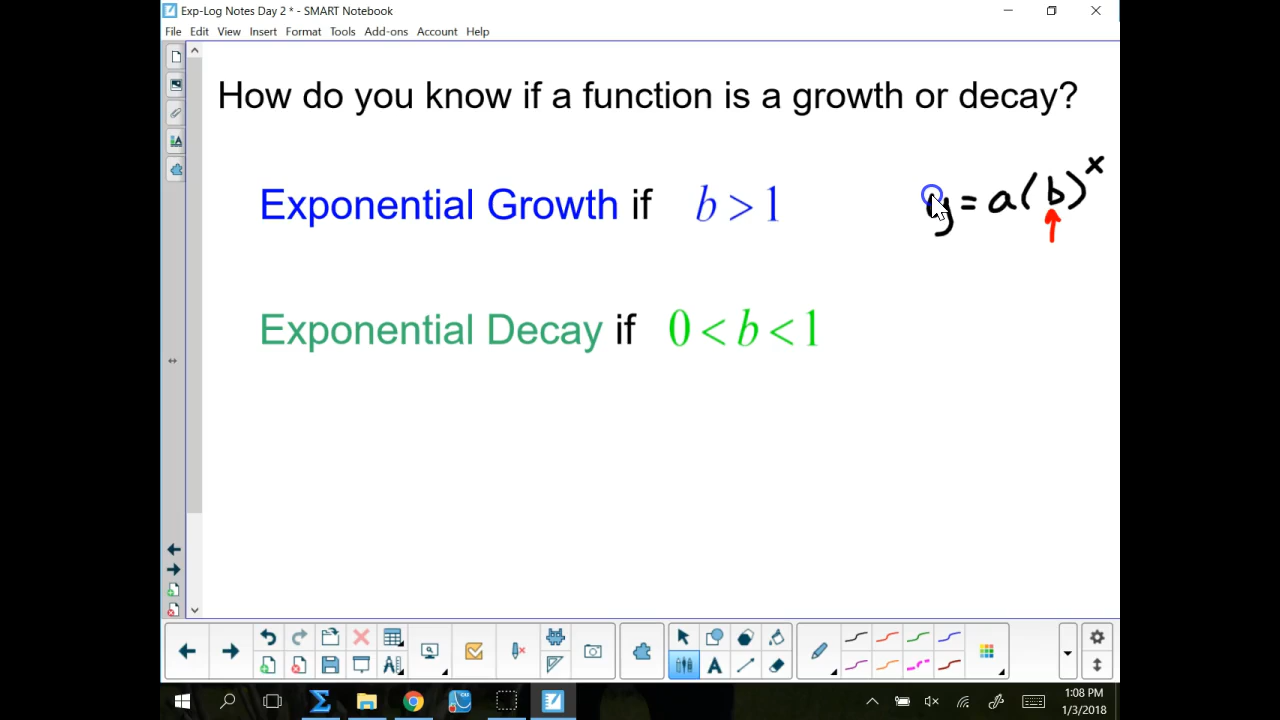 Exp-Log Notes Day 2 * - SMART Notebook
File Edit View Insert Format Tools Add-ons Account Help
How do you know if a function is a growth or decay?
Exponential Growth if b > 1
y = a(b)^x
Exponential Decay if 0 < b < 1
1:08 PM
1/3/2018